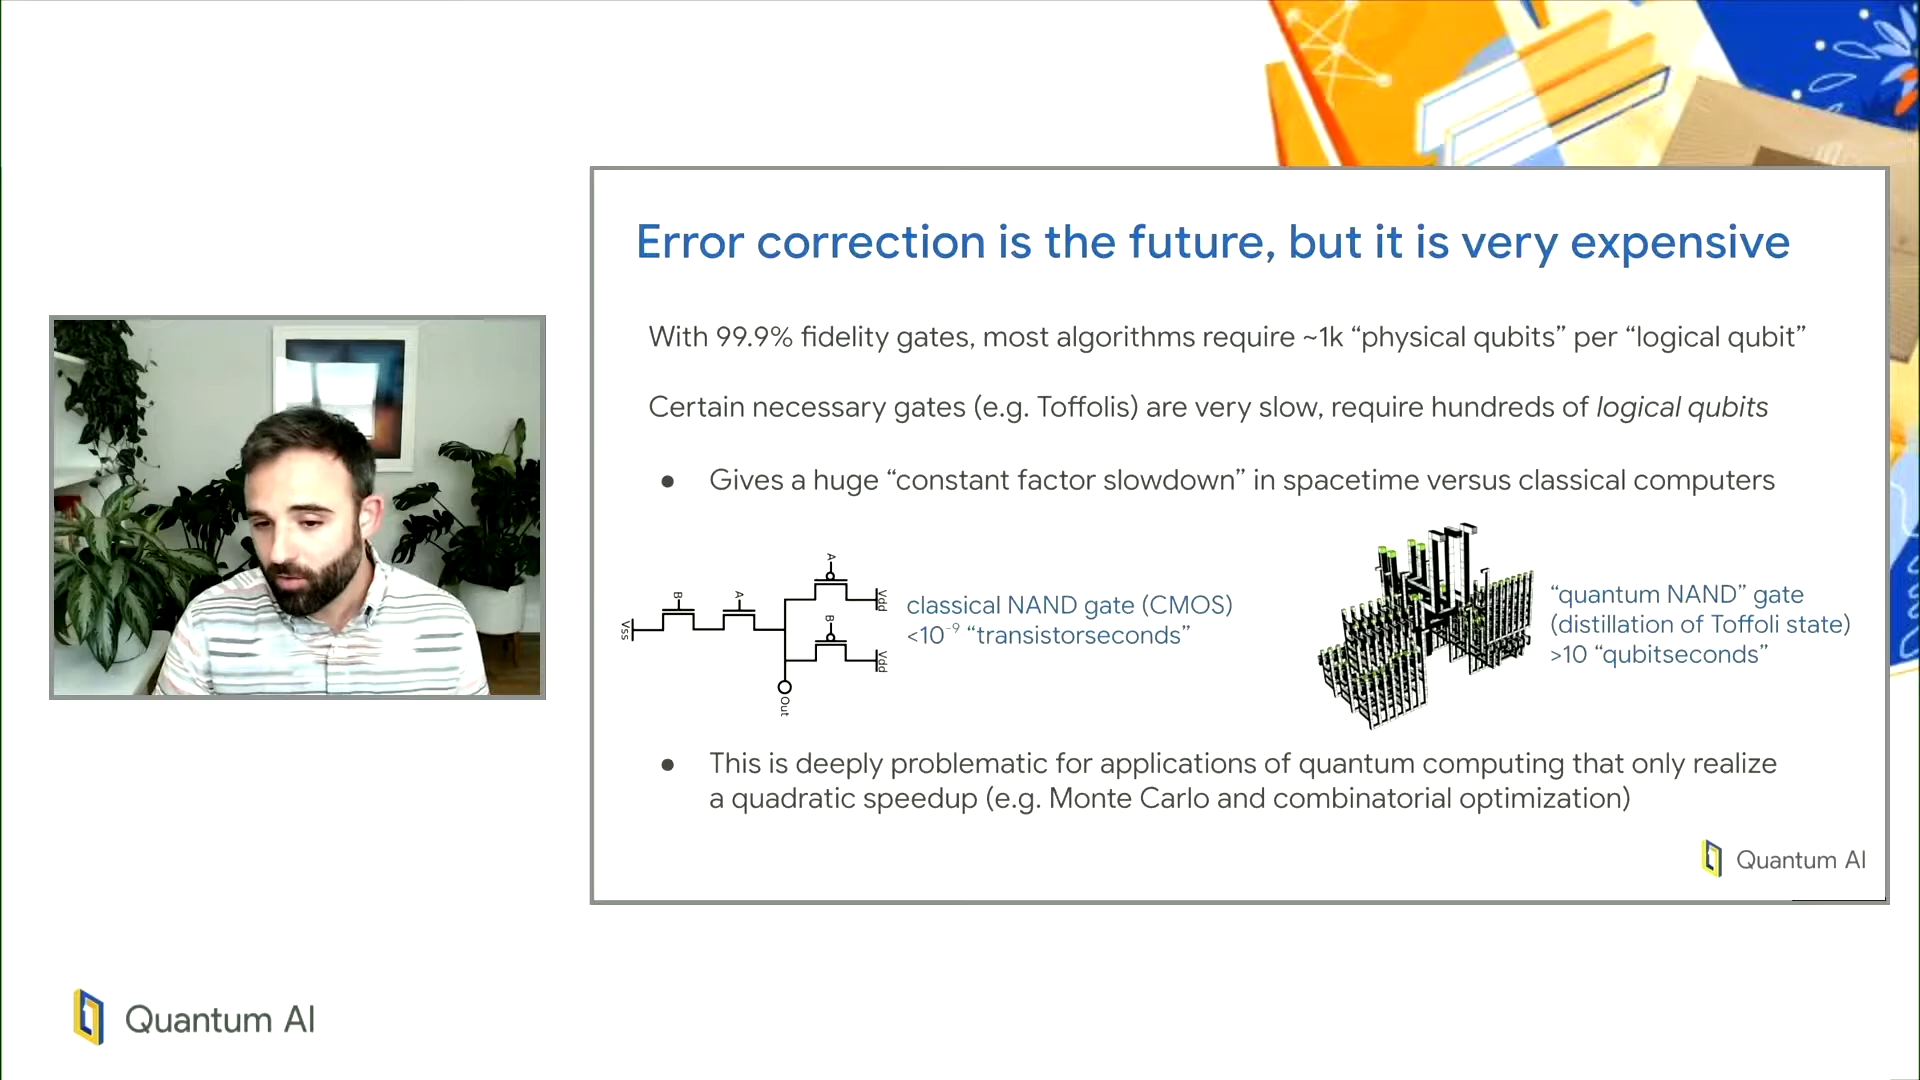 Error correction is the future, but it is very expensive
With 99.9% fidelity gates, most algorithms require ~1k “physical qubits” per “logical qubit”
Certain necessary gates (e.g. Toffolis) are very slow, require hundreds of logical qubits
● Gives a huge “constant factor slowdown” in spacetime versus classical computers
A
Vdd
B
A
Vss
B
Vdd
Out
classical NAND gate (CMOS)
<10⁻⁹ “transistorseconds”
“quantum NAND” gate
(distillation of Toffoli state)
>10 “qubitseconds”
● This is deeply problematic for applications of quantum computing that only realize
a quadratic speedup (e.g. Monte Carlo and combinatorial optimization)
Quantum AI
Quantum AI